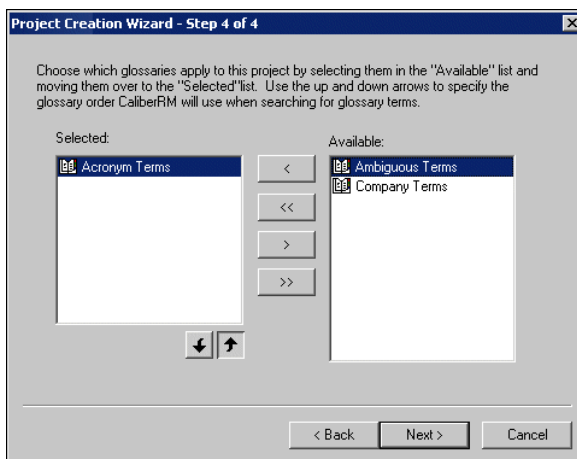 Project Creation Wizard - Step 4 of 4
Choose which glossaries apply to this project by selecting them in the "Available" list and
moving them over to the "Selected"list. Use the up and down arrows to specify the
glossary order CaliberRM will use when searching for glossary terms.
Selected:
Available:
Acronym Terms
<
Ambiguous Terms
Company Terms
<<
>
>>
< Back
Next >
Cancel